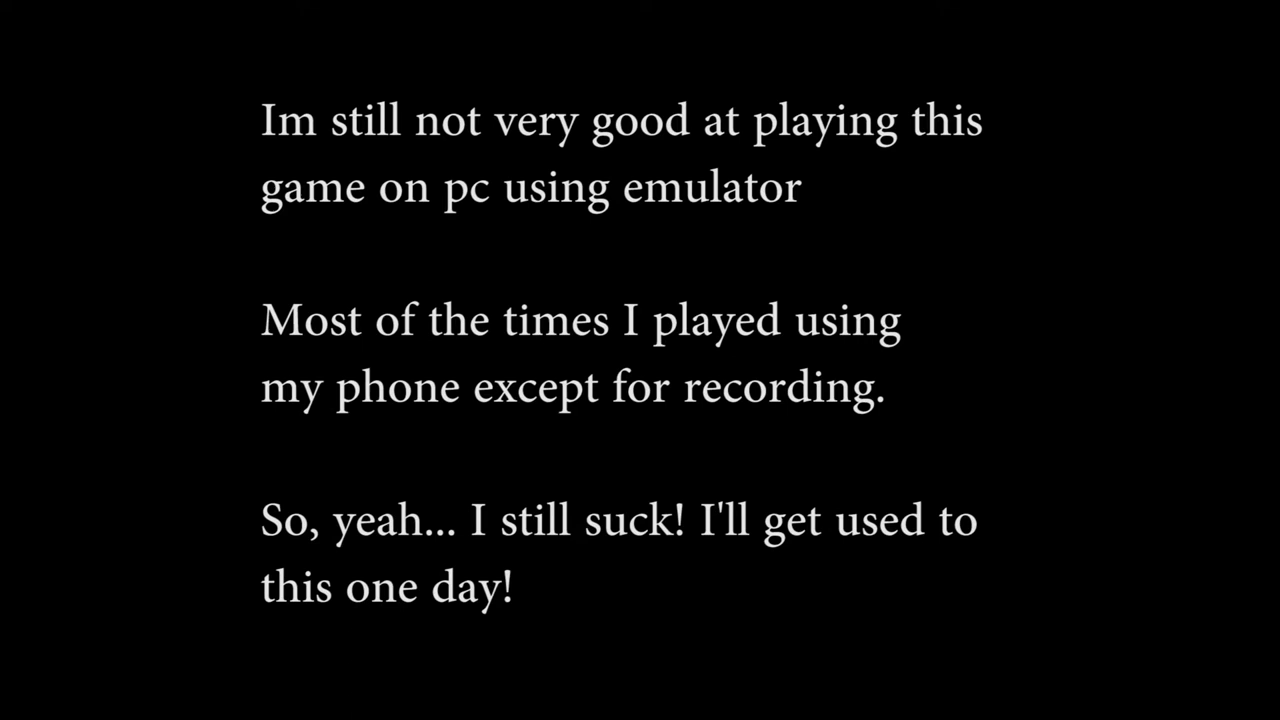 Im still not very good at playing this
game on pc using emulator
Most of the times I played using
my phone except for recording.
So, yeah... I still suck! I'll get used to
this one day!